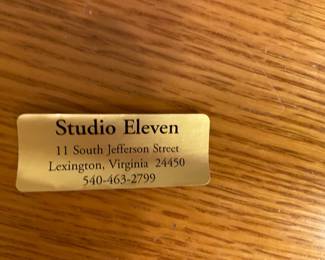 Studio Eleven
11 South Jefferson Street
Lexington, Virginia 24450
540-463-2799